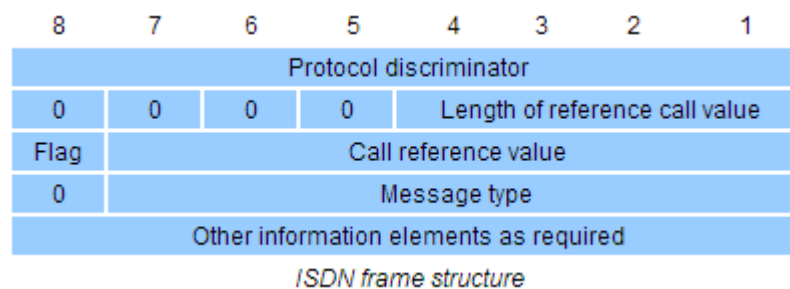 8 7 6 5 4 3 2 1
Protocol discriminator
0 0 0 0 Length of reference call value
Flag Call reference value
0 Message type
Other information elements as required
ISDN frame structure